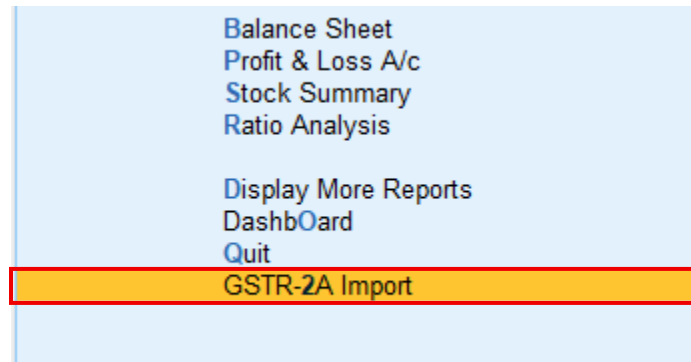 Balance Sheet
Profit & Loss A/c
Stock Summary
Ratio Analysis
Display More Reports
DashbOard
Quit
GSTR-2A Import